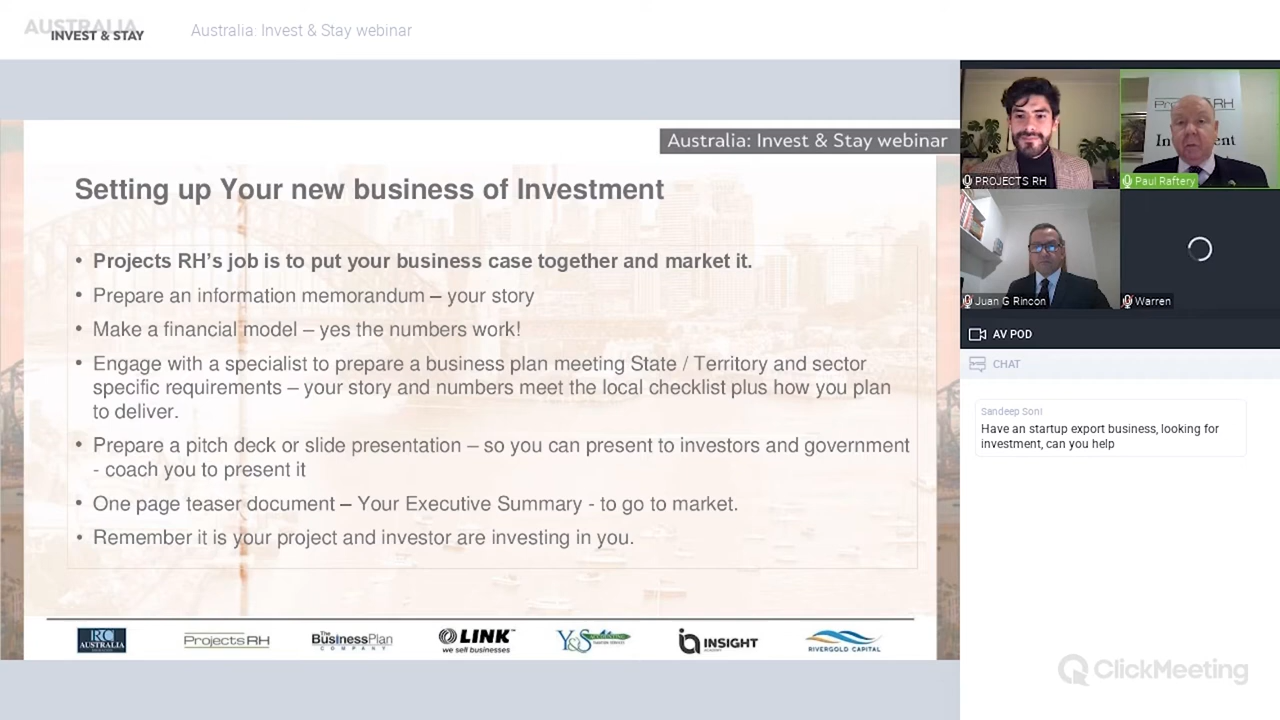 AUSTRALIA
INVEST & STAY
Australia: Invest & Stay webinar
Australia: Invest & Stay webinar
Setting up Your new business of Investment
• Projects RH's job is to put your business case together and market it.
• Prepare an information memorandum – your story
• Make a financial model – yes the numbers work!
• Engage with a specialist to prepare a business plan meeting State / Territory and sector
specific requirements – your story and numbers meet the local checklist plus how you plan
to deliver.
• Prepare a pitch deck or slide presentation – so you can present to investors and government
- coach you to present it
• One page teaser document – Your Executive Summary - to go to market.
• Remember it is your project and investor are investing in you.
RC
AUSTRALIA
ProjectsRH
The
BusinessPlan
COMPANY
LINK
we sell businesses
Y&S
iA INSIGHT
RIVERGOLD CAPITAL
PROJECTS RH
Paul Raftery
Juan G Rincon
Warren
AV POD
CHAT
Sandeep Soni
Have an startup export business, looking for
investment, can you help
ClickMeeting